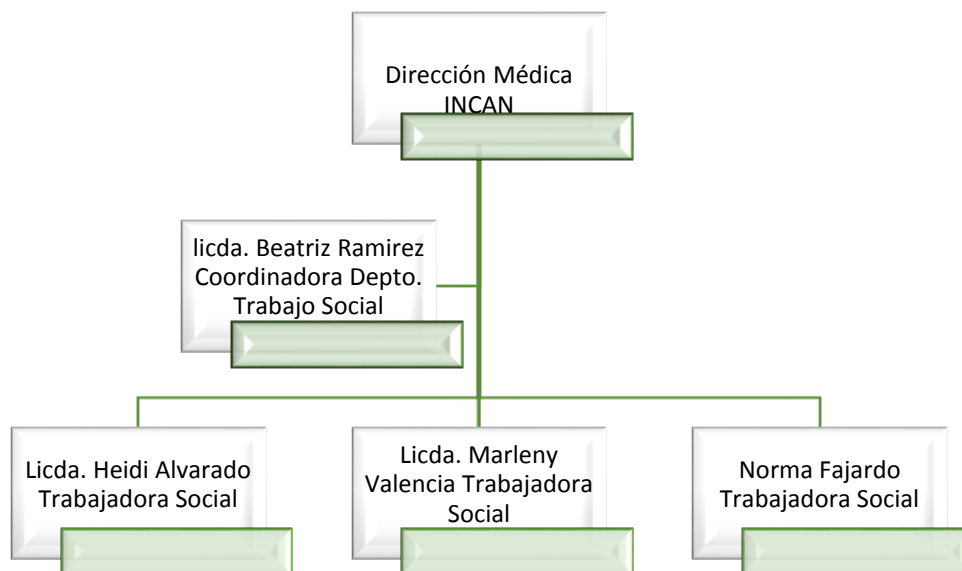 Dirección Médica
INCAN
licda. Beatriz Ramirez
Coordinadora Depto.
Trabajo Social
Licda. Heidi Alvarado
Trabajadora Social
Licda. Marleny
Valencia Trabajadora
Social
Norma Fajardo
Trabajadora Social